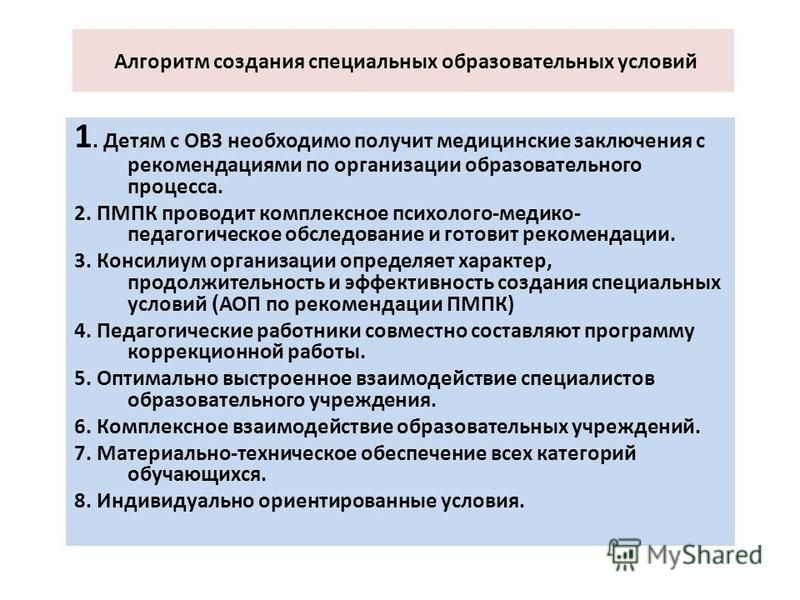 Алгоритм создания специальных образовательных условий
1. Детям с ОВЗ необходимо получит медицинские заключения с
рекомендациями по организации образовательного
процесса.
2. ПМПК проводит комплексное психолого-медико-
педагогическое обследование и готовит рекомендации.
3. Консилиум организации определяет характер,
продолжительность и эффективность создания специальных
условий (АОП по рекомендации ПМПК)
4. Педагогические работники совместно составляют программу
коррекционной работы.
5. Оптимально выстроенное взаимодействие специалистов
образовательного учреждения.
6. Комплексное взаимодействие образовательных учреждений.
7. Материально-техническое обеспечение всех категорий
обучающихся.
8. Индивидуально ориентированные условия.
MyShared